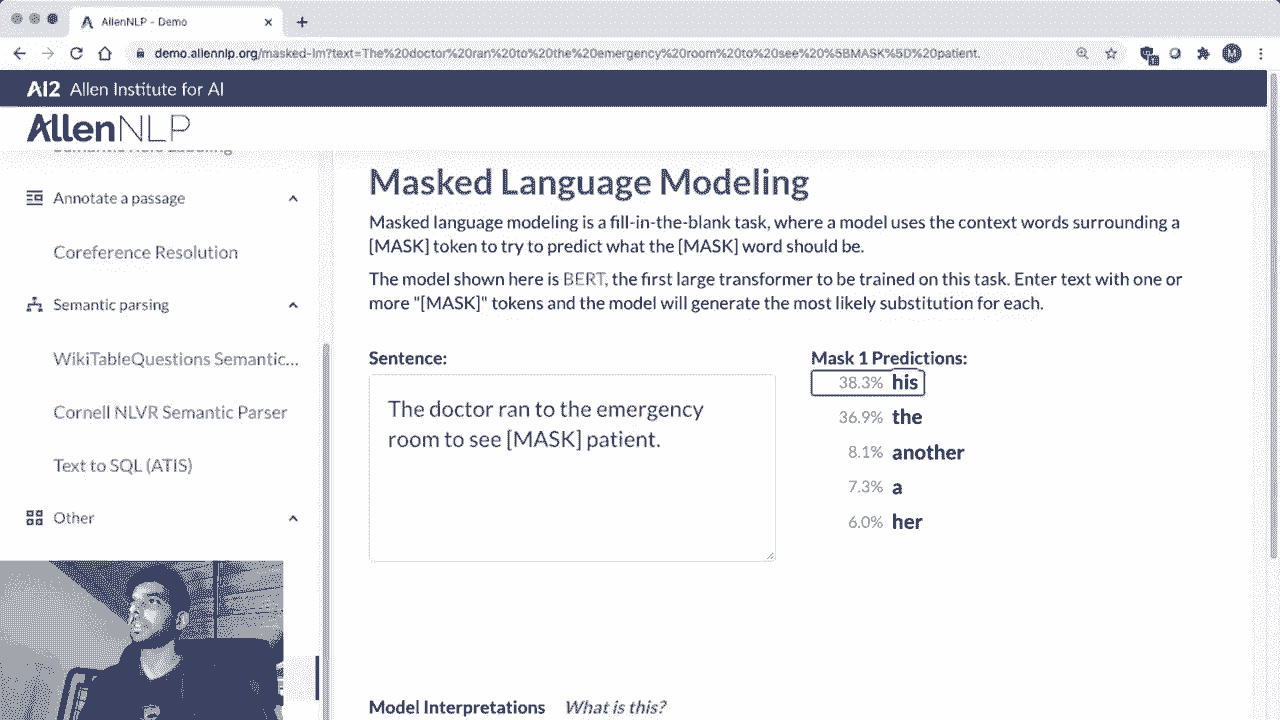 AllenNLP - Demo
demo.allennlp.org/masked-lm?text=The%20doctor%20ran%20to%20the%20emergency%20room%20to%20see%20%5BMASK%5D%20patient.
M
AI2 Allen Institute for AI
AllenNLP
Semantic Role Labeling
Annotate a passage
Coreference Resolution
Semantic parsing
WikiTableQuestions Semantic...
Cornell NLVR Semantic Parser
Text to SQL (ATIS)
Other
Masked Language Modeling
Masked language modeling is a fill-in-the-blank task, where a model uses the context words surrounding a
[MASK] token to try to predict what the [MASK] word should be.
The model shown here is BERT, the first large transformer to be trained on this task. Enter text with one or
more "[MASK]" tokens and the model will generate the most likely substitution for each.
Sentence:
The doctor ran to the emergency
room to see [MASK] patient.
Mask 1 Predictions:
38.3% his
36.9% the
8.1% another
7.3% a
6.0% her
Model Interpretations What is this?